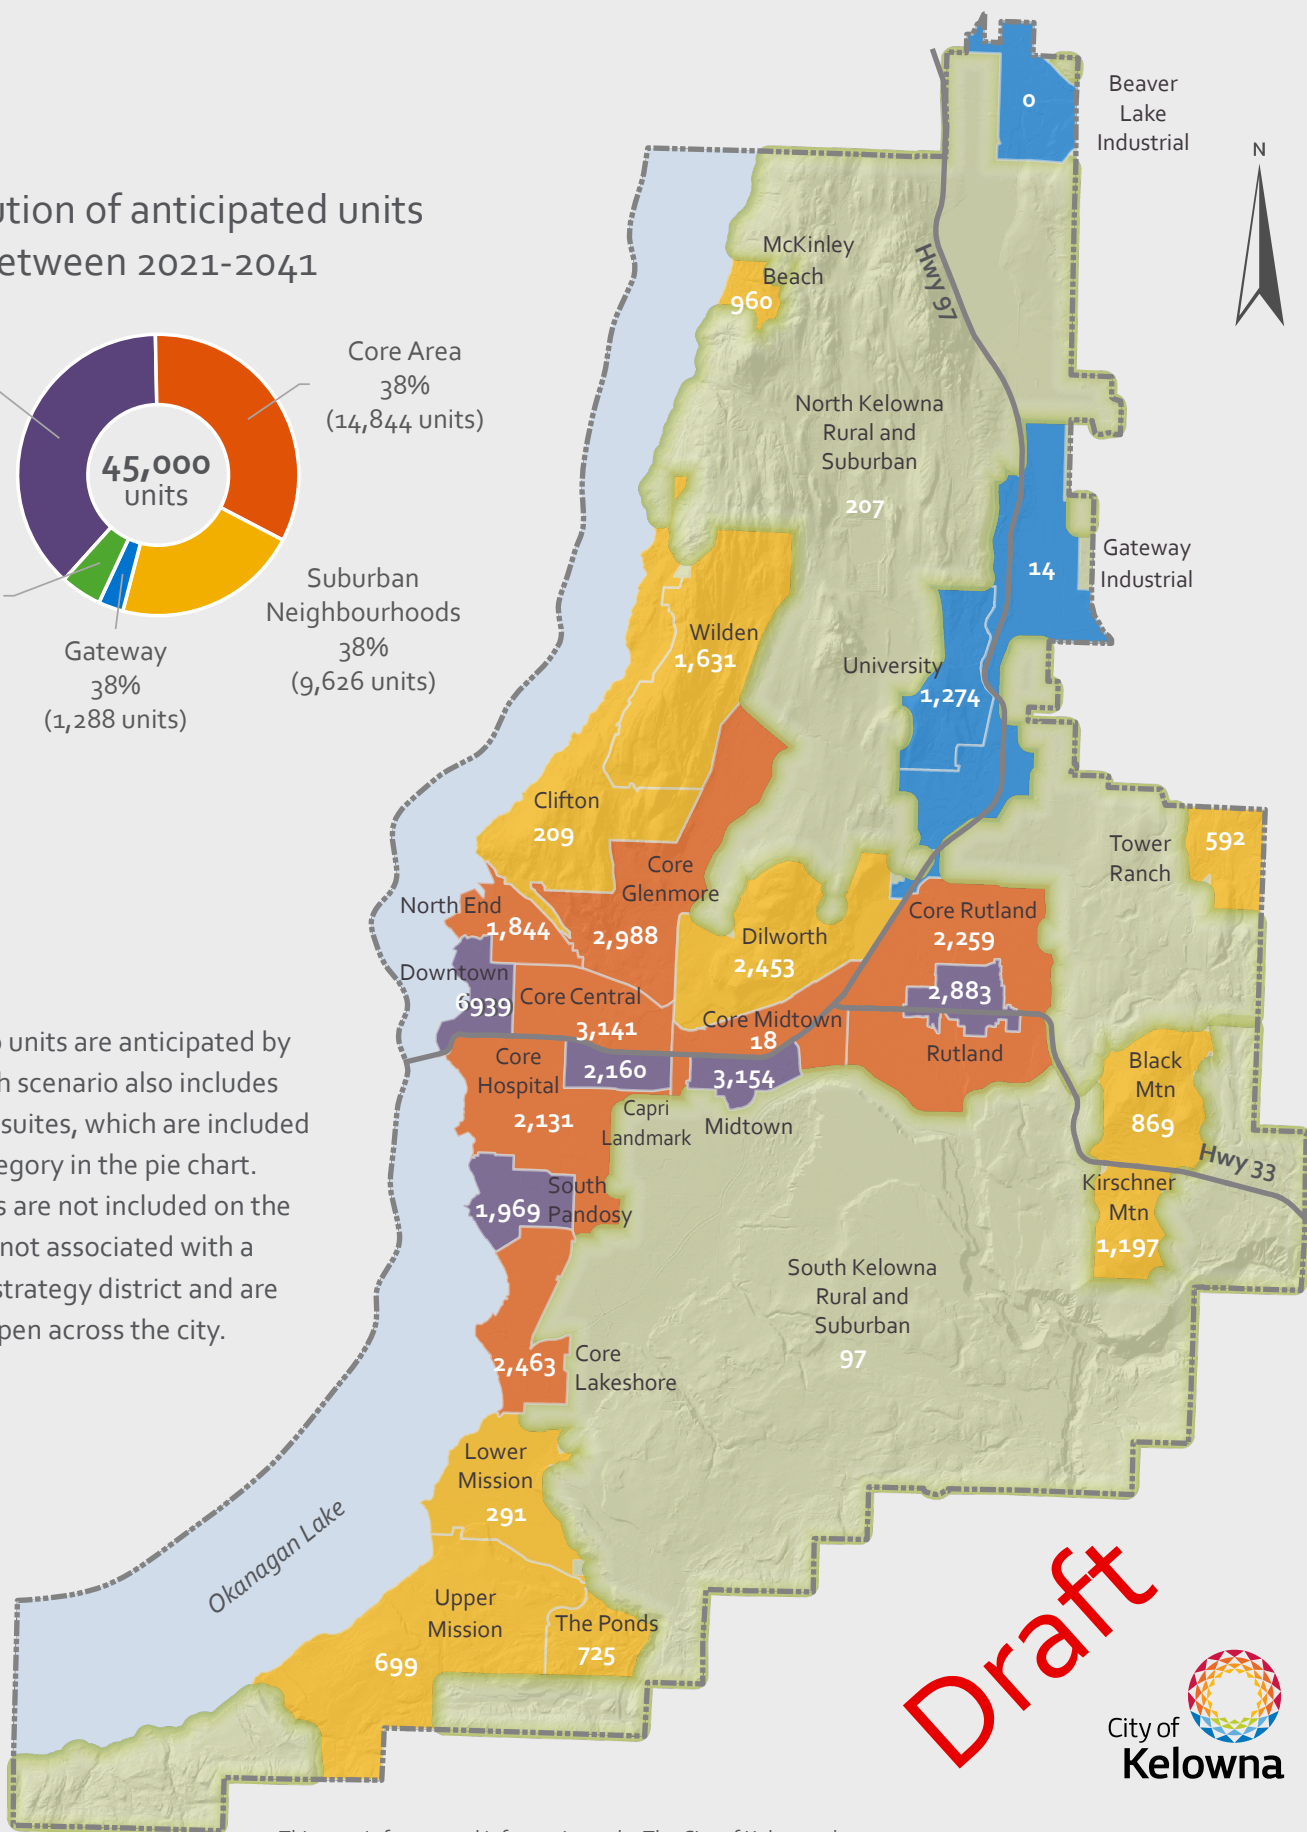 ution of anticipated units
etween 2021-2041
Core Area
38%
(14,844 units)
45,000
units
Suburban
Neighbourhoods
38%
(9,626 units)
Gateway
38%
(1,288 units)
units are anticipated by
h scenario also includes
suites, which are included
egory in the pie chart.
s are not included on the
not associated with a
strategy district and are
pen across the city.
0
Beaver
Lake
Industrial
N
McKinley
Beach
960
Hwy 97
North Kelowna
Rural and
Suburban
207
14
Gateway
Industrial
Wilden
1,631
University
1,274
Clifton
209
Core
Glenmore
2,988
Tower
Ranch
592
North End
1,844
Dilworth
2,453
Core Rutland
2,259
Downtown
6939
Core Central
3,141
Core Midtown
18
2,883
Rutland
Core
Hospital
2,131
2,160
Capri
Landmark
3,154
Midtown
Black
Mtn
869
Hwy 33
Kirschner
Mtn
1,197
South
Pandosy
1,969
South Kelowna
Rural and
Suburban
97
2,463
Core
Lakeshore
Lower
Mission
291
Okanagan Lake
Upper
Mission
699
The Ponds
725
Draft
City of
Kelowna